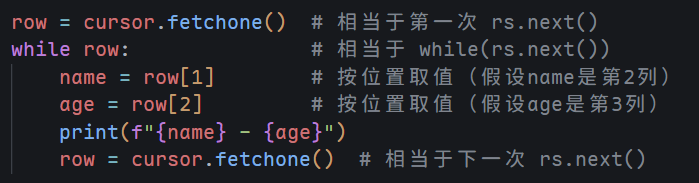 row = cursor.fetchone()  # 相当于第一次 rs.next()
while row:               # 相当于 while(rs.next())
    name = row[1]        # 按位置取值（假设name是第2列）
    age = row[2]         # 按位置取值（假设age是第3列）
    print(f"{name} - {age}")
    row = cursor.fetchone()  # 相当于下一次 rs.next()